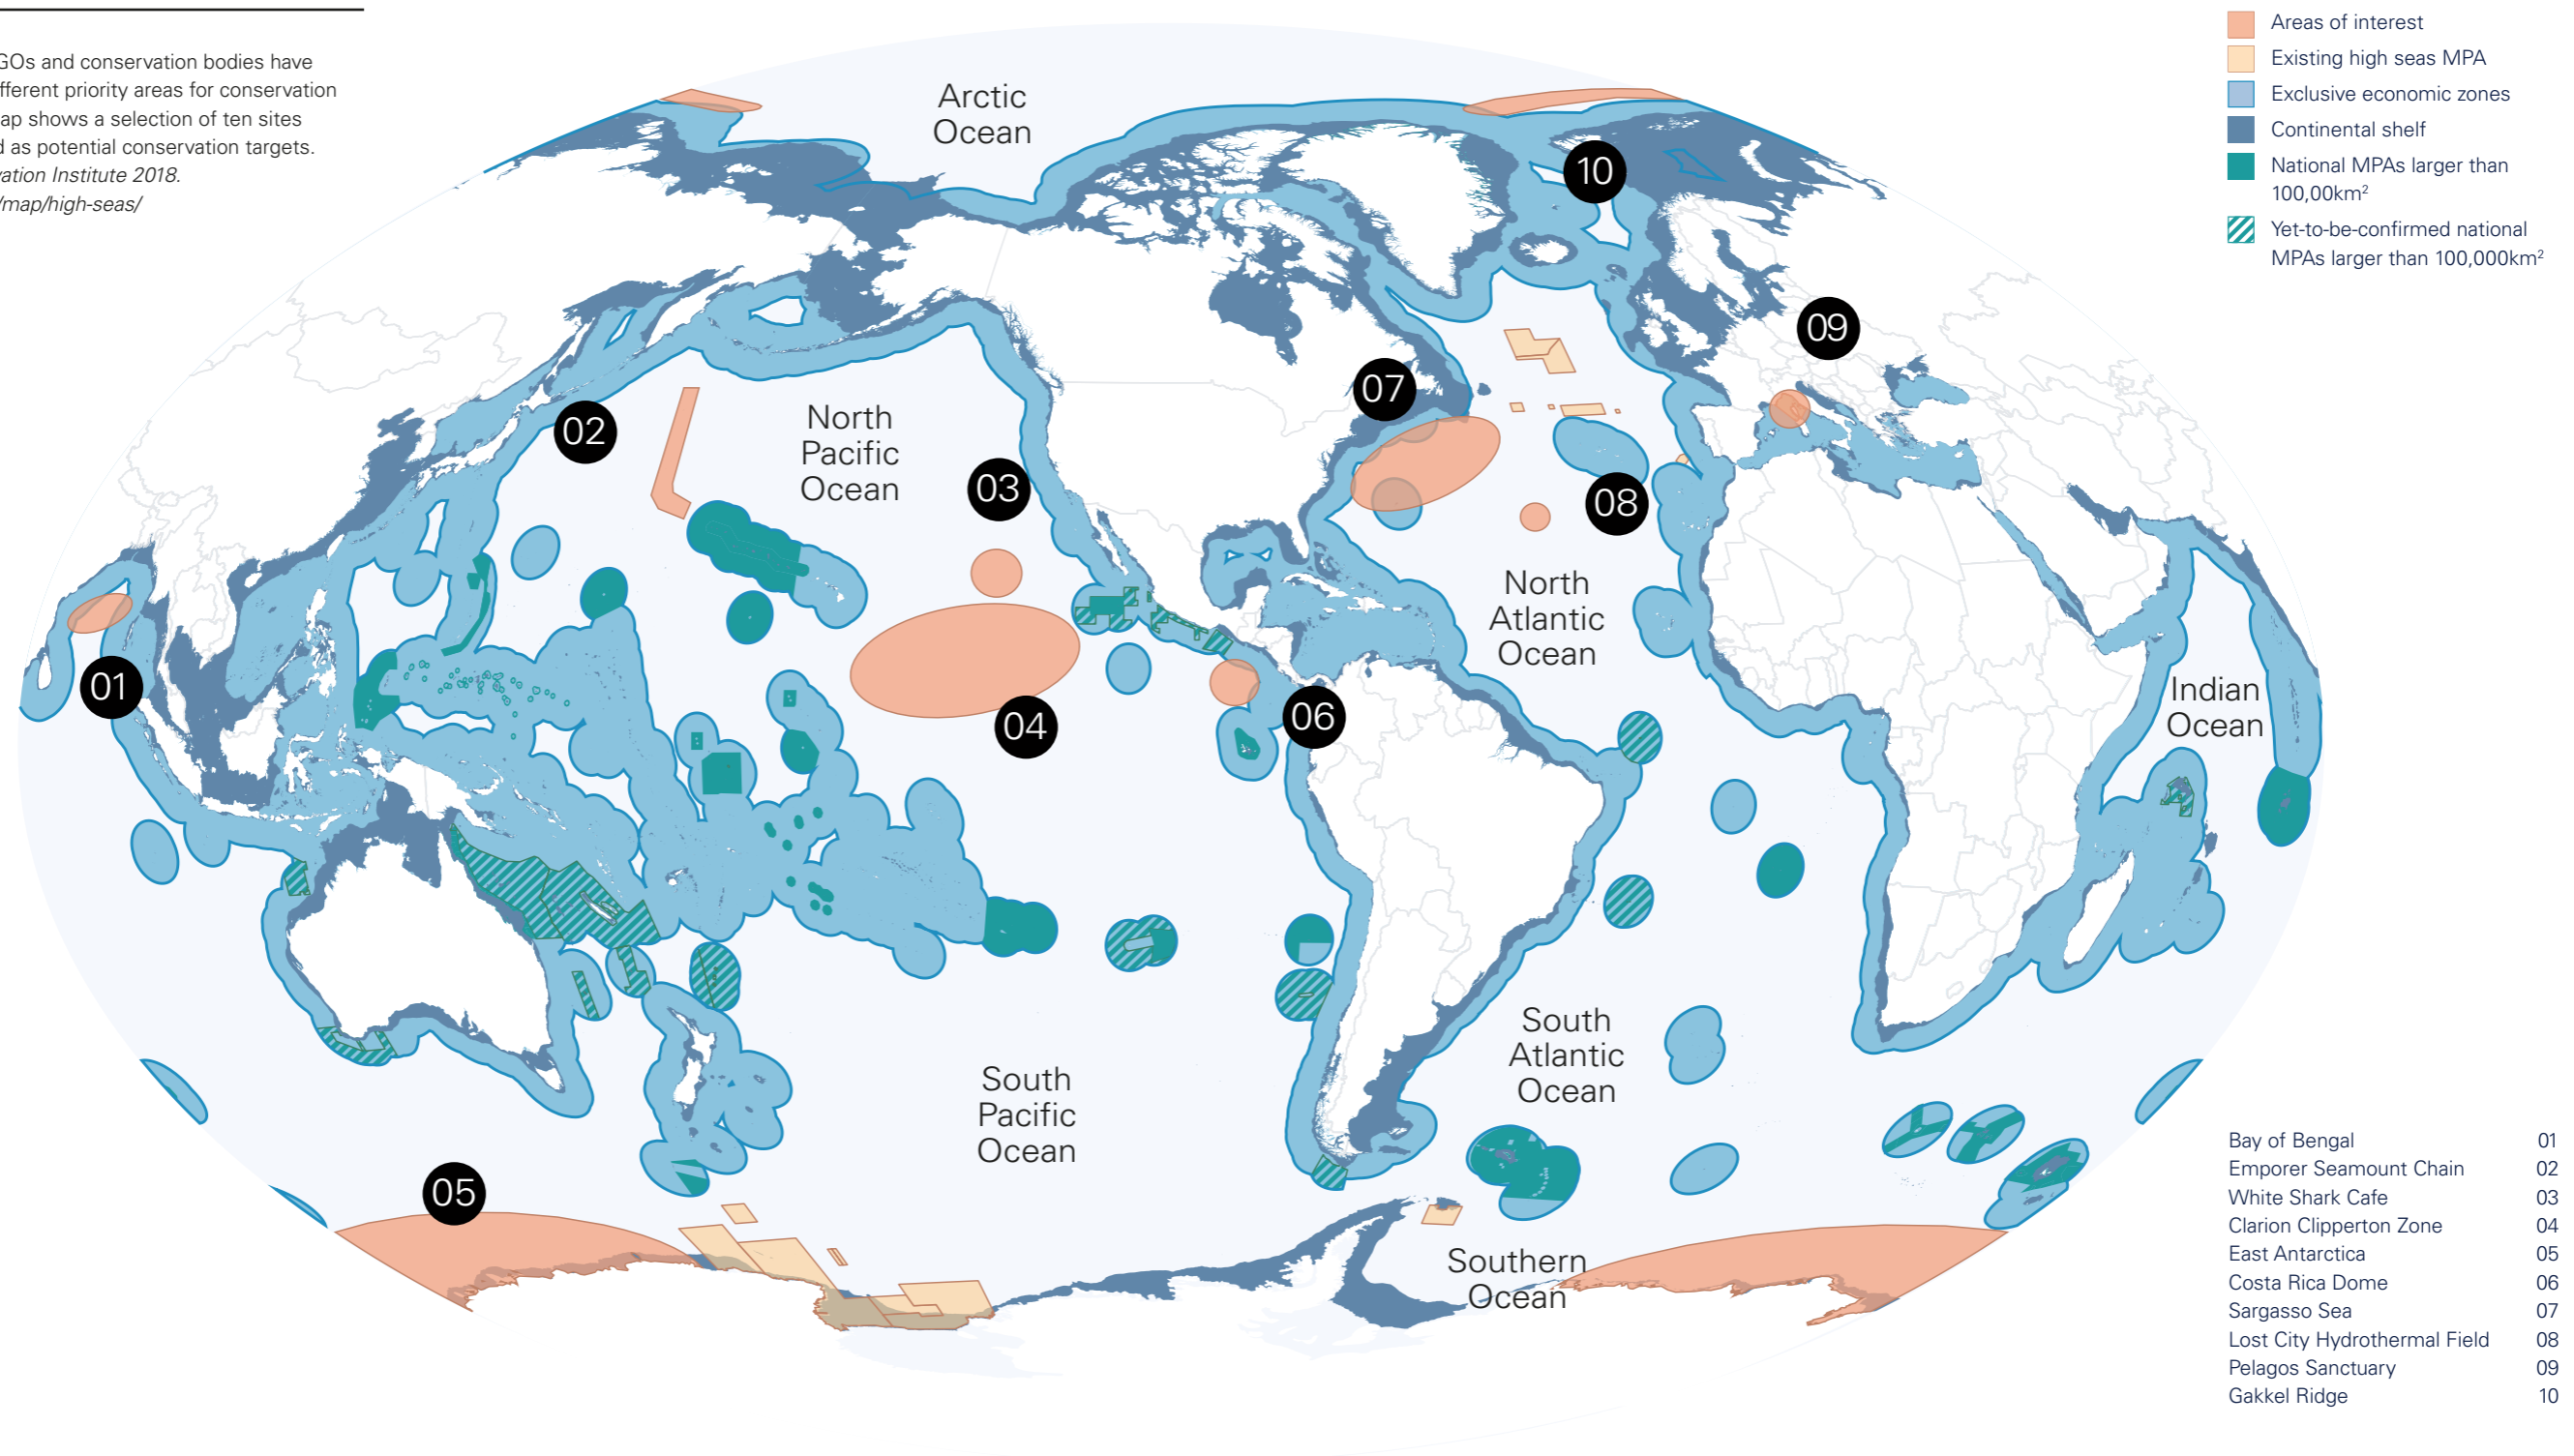 GOs and conservation bodies have
fferent priority areas for conservation
ap shows a selection of ten sites
d as potential conservation targets.
vation Institute 2018.
/map/high-seas/
Areas of interest
Existing high seas MPA
Exclusive economic zones
Continental shelf
National MPAs larger than
100,00km²
Yet-to-be-confirmed national
MPAs larger than 100,000km²
Arctic
Ocean
10
09
07
02
North
Pacific
Ocean
03
08
North
Atlantic
Ocean
01
04
06
Indian
Ocean
South
Atlantic
Ocean
South
Pacific
Ocean
05
Southern
Ocean
Bay of Bengal 01
Emporer Seamount Chain 02
White Shark Cafe 03
Clarion Clipperton Zone 04
East Antarctica 05
Costa Rica Dome 06
Sargasso Sea 07
Lost City Hydrothermal Field 08
Pelagos Sanctuary 09
Gakkel Ridge 10